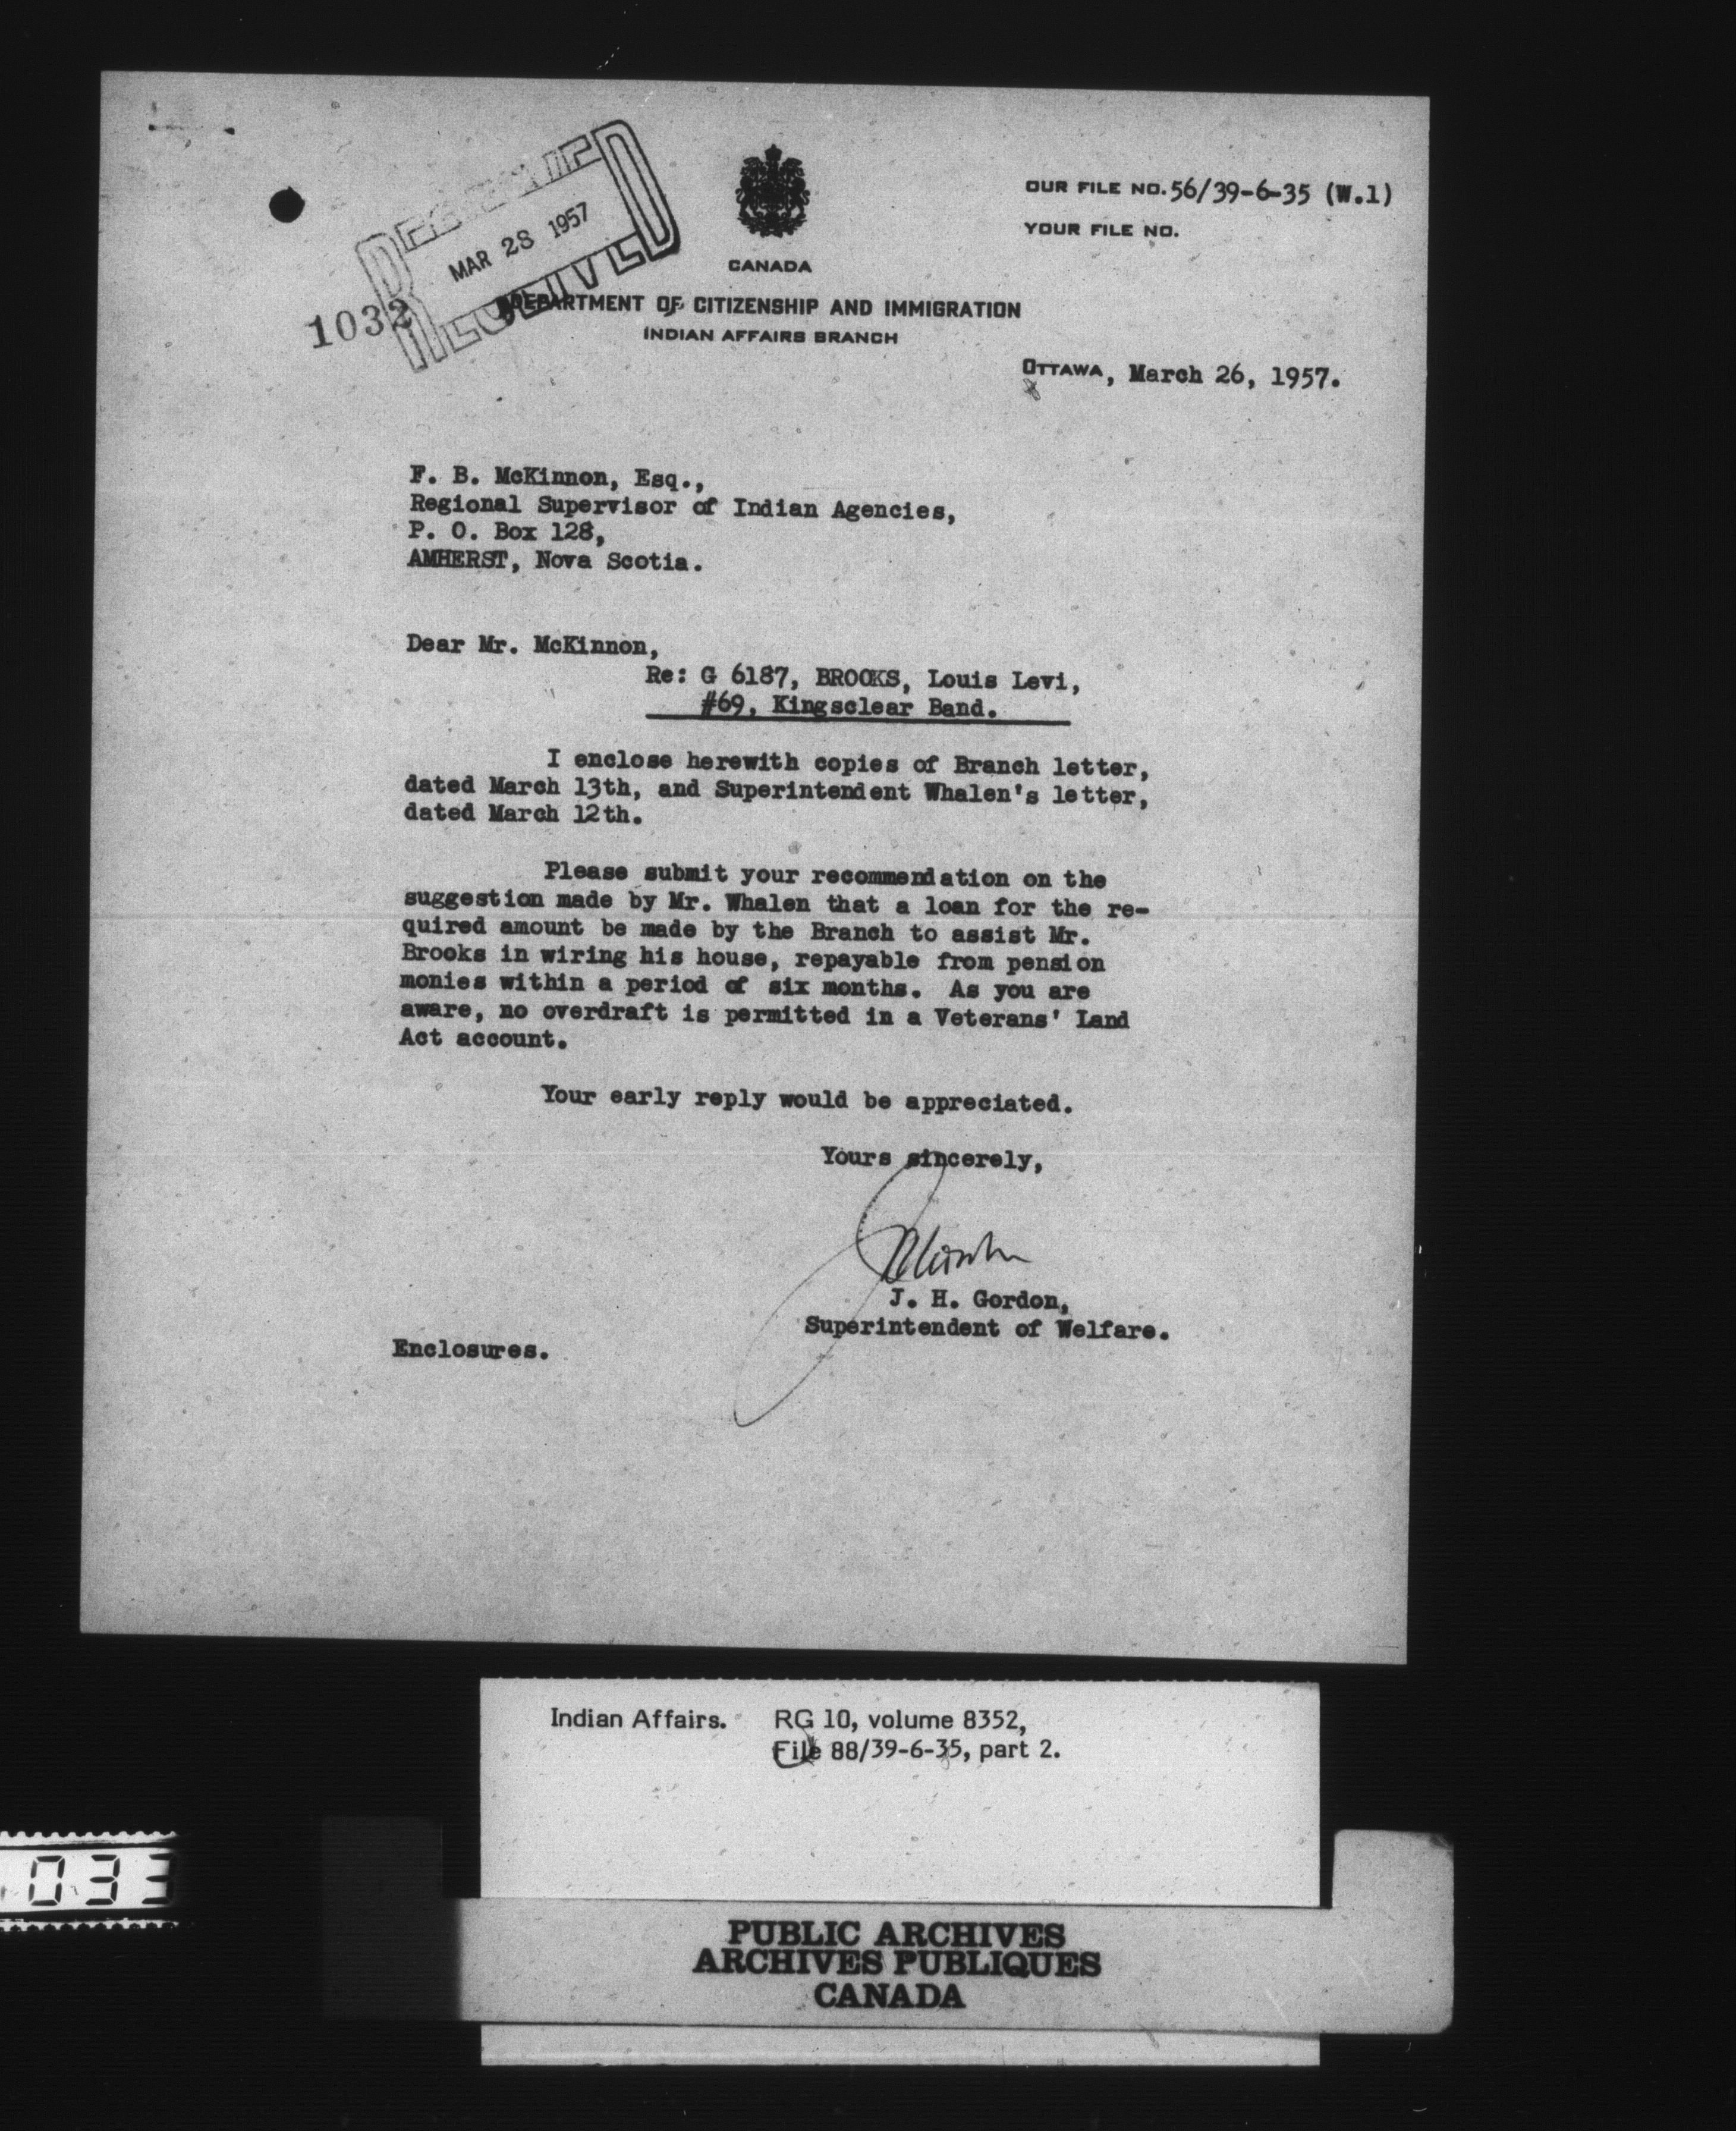 RECEIVED
MAR 28 1957
1032
OUR FILE NO. 56/39-6-35 (W.1)
YOUR FILE NO.
CANADA
DEPARTMENT OF CITIZENSHIP AND IMMIGRATION
INDIAN AFFAIRS BRANCH
OTTAWA, March 26, 1957.
F. B. McKinnon, Esq.,
Regional Supervisor of Indian Agencies,
P. O. Box 128,
AMHERST, Nova Scotia.
Dear Mr. McKinnon,
Re: G 6187, BROOKS, Louis Levi,
#69, Kingsclear Band.
I enclose herewith copies of Branch letter,
dated March 13th, and Superintendent Whalen's letter,
dated March 12th.
Please submit your recommendation on the
suggestion made by Mr. Whalen that a loan for the re-
quired amount be made by the Branch to assist Mr.
Brooks in wiring his house, repayable from pension
monies within a period of six months. As you are
aware, no overdraft is permitted in a Veterans' Land
Act account.
Your early reply would be appreciated.
Yours sincerely,
J. H. Gordon,
Superintendent of Welfare.
Enclosures.
Indian Affairs. RG 10, volume 8352,
File 88/39-6-35, part 2.
033
PUBLIC ARCHIVES
ARCHIVES PUBLIQUES
CANADA